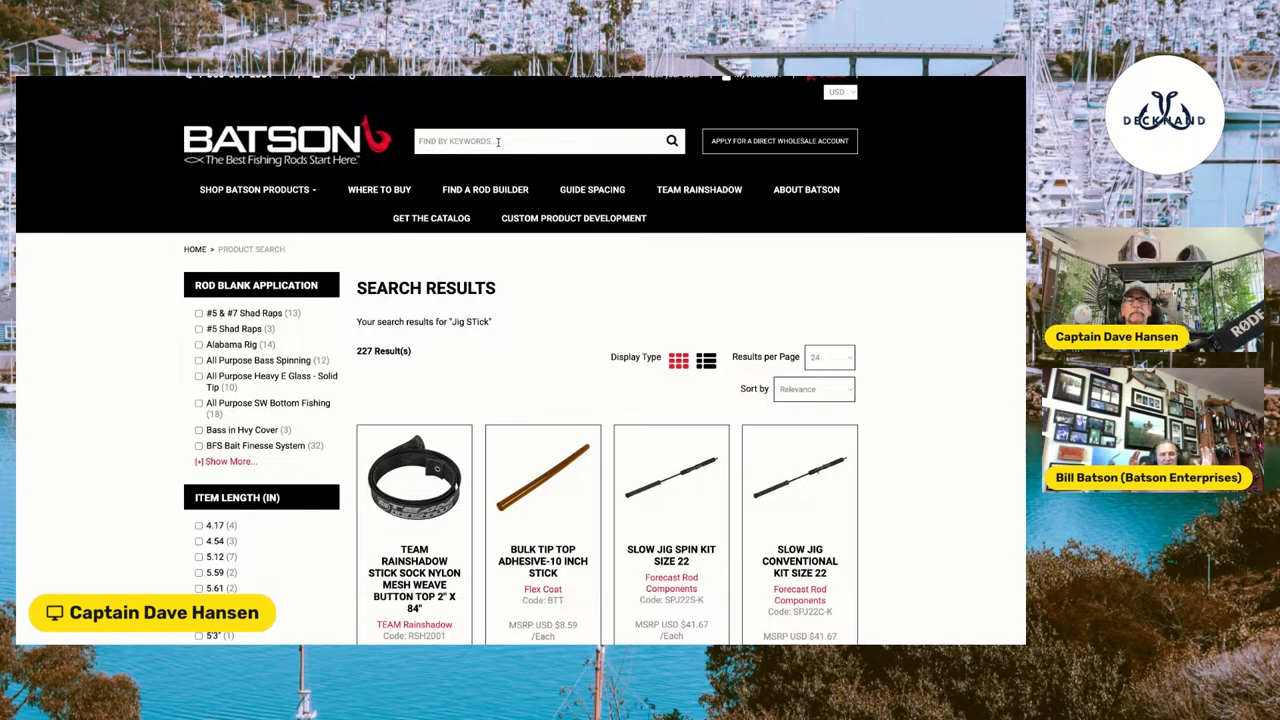 USD
BATSON
The Best Fishing Rods Start Here.™
FIND BY KEYWORDS...
APPLY FOR A DIRECT WHOLESALE ACCOUNT
SHOP BATSON PRODUCTS
WHERE TO BUY
FIND A ROD BUILDER
GUIDE SPACING
TEAM RAINSHADOW
ABOUT BATSON
GET THE CATALOG
CUSTOM PRODUCT DEVELOPMENT
HOME > PRODUCT SEARCH
ROD BLANK APPLICATION
#5 & #7 Shad Raps (13)
#5 Shad Raps (3)
Alabama Rig (14)
All Purpose Bass Spinning (12)
All Purpose Heavy E Glass - Solid
Tip (10)
All Purpose SW Bottom Fishing
(18)
Bass in Hvy Cover (3)
BFS Bait Finesse System (32)
[+] Show More...
ITEM LENGTH (IN)
4.17 (4)
4.54 (3)
5.12 (7)
5.59 (2)
5.61 (2)
5'3" (1)
SEARCH RESULTS
Your search results for "Jig STick"
227 Result(s)
Display Type
Results per Page
24
Sort by
Relevance
TEAM
RAINSHADOW
STICK SOCK NYLON
MESH WEAVE
BUTTON TOP 2" X
84"
TEAM Rainshadow
Code: RSH2001
BULK TIP TOP
ADHESIVE-10 INCH
STICK
Flex Coat
Code: BTT
MSRP USD $8.59
/Each
SLOW JIG SPIN KIT
SIZE 22
Forecast Rod
Components
Code: SPJ22S-K
MSRP USD $41.67
/Each
SLOW JIG
CONVENTIONAL
KIT SIZE 22
Forecast Rod
Components
Code: SPJ22C-K
MSRP USD $41.67
Captain Dave Hansen
DECKHAND
RODE
Captain Dave Hansen
Bill Batson (Batson Enterprises)